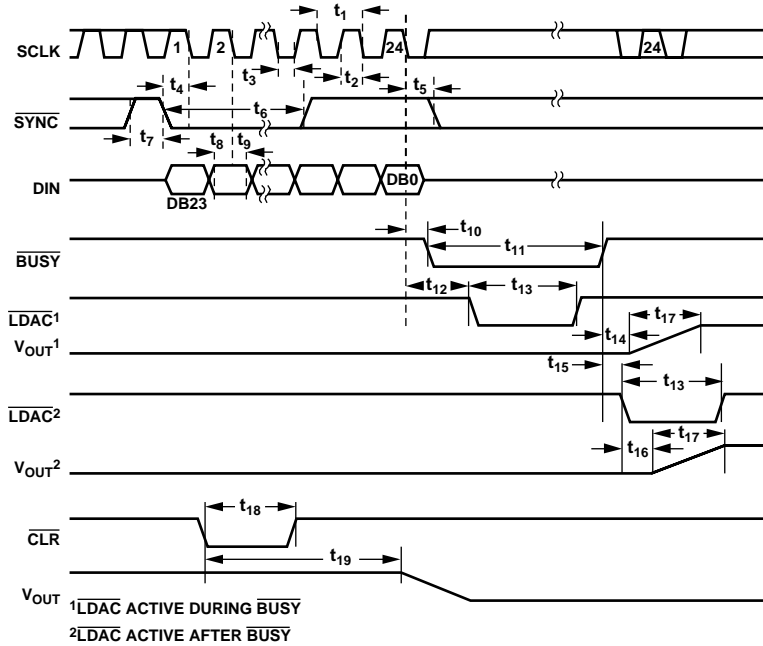 t1
SCLK 1 2 24 24
t3 t2
t4 t5
t6
SYNC
t7
t8 t9
DIN DB0
DB23
t10
t11
BUSY
t12 t13
LDAC1
t17
t14
VOUT1
t15
t13
LDAC2
t17
t16
VOUT2
t18
CLR
t19
VOUT
1LDAC ACTIVE DURING BUSY
2LDAC ACTIVE AFTER BUSY